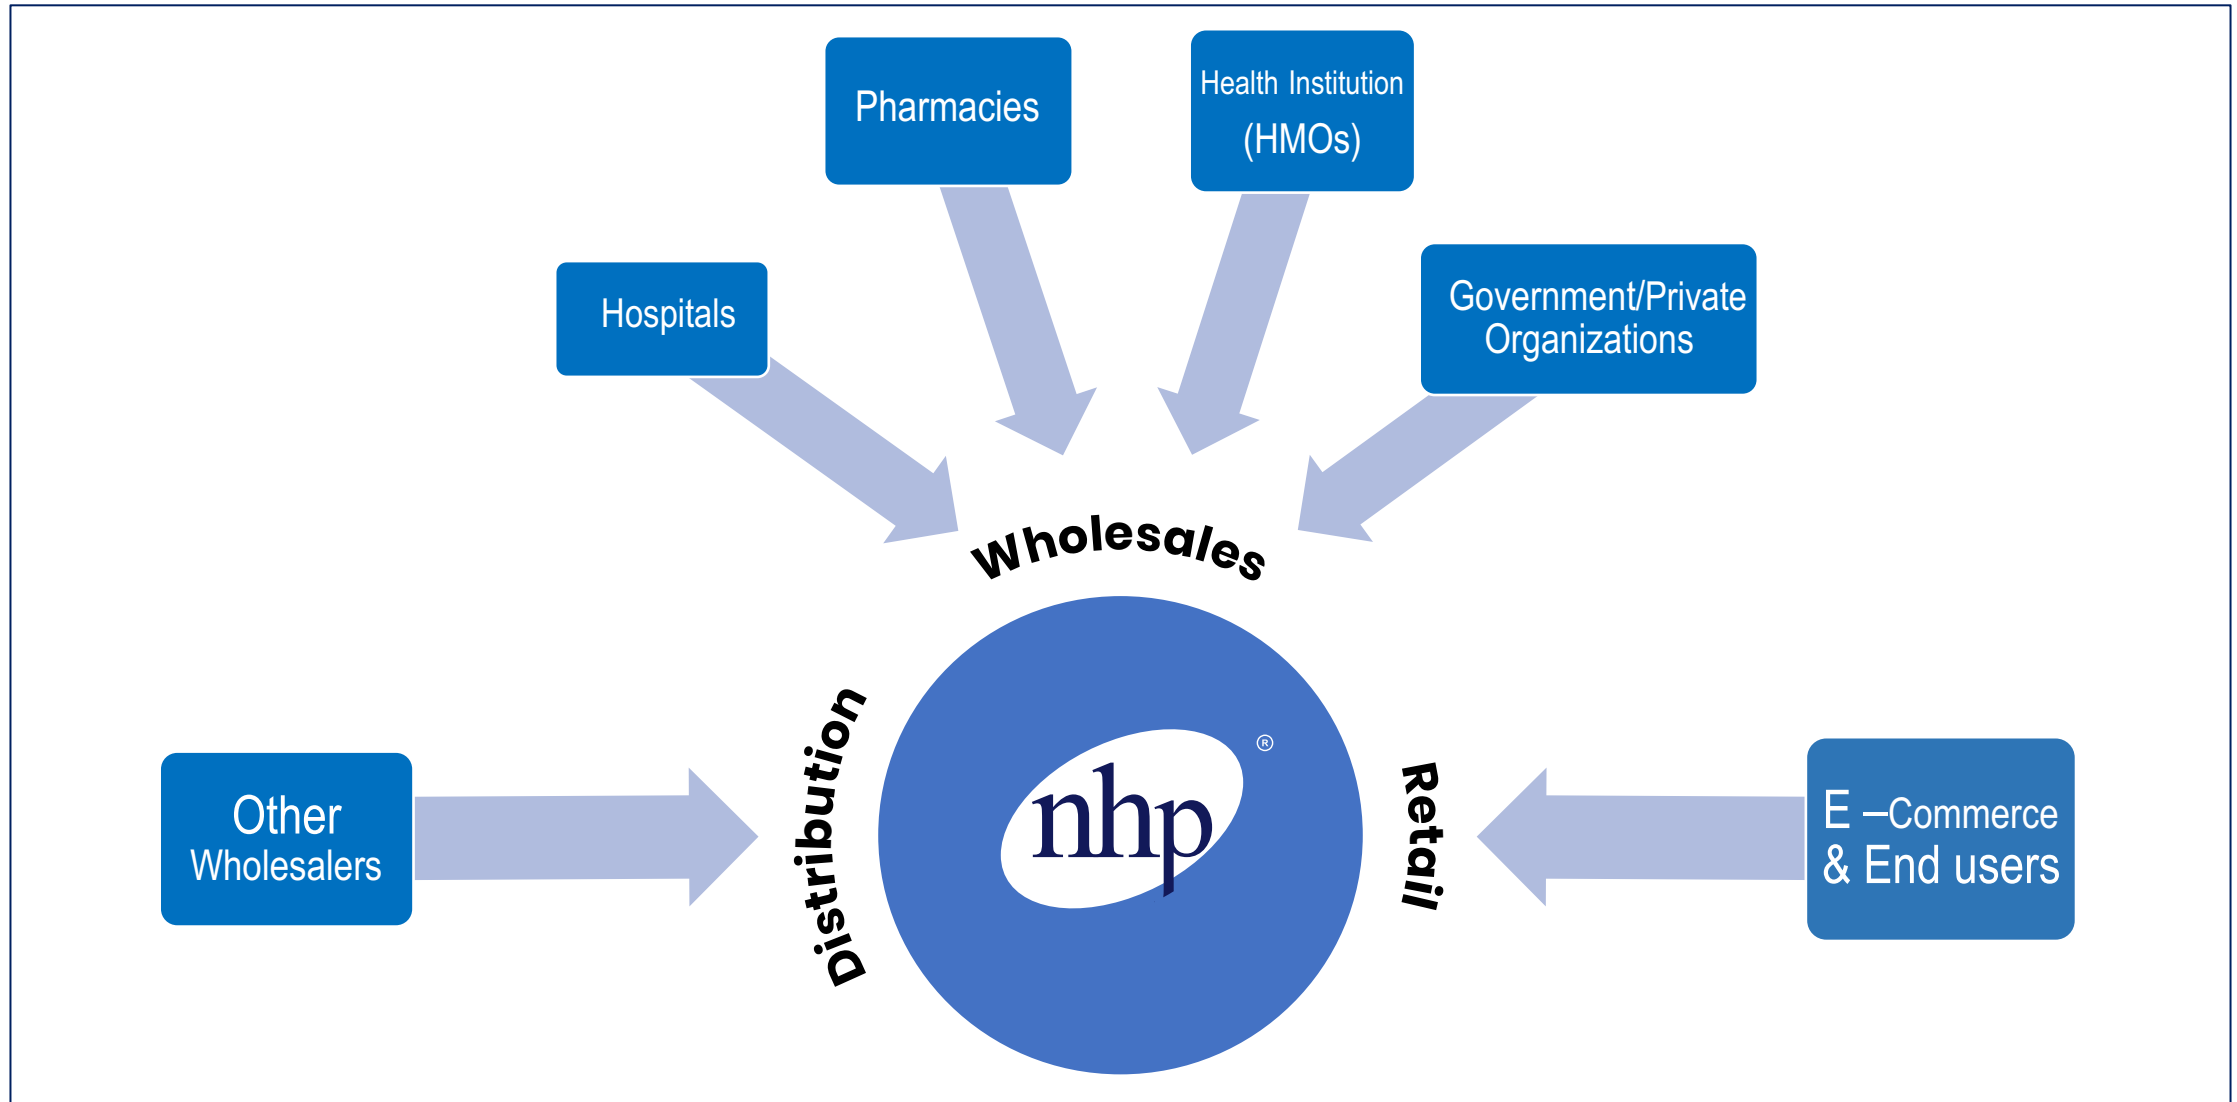 Pharmacies
Health Institution
(HMOs)
Hospitals
Government/Private
Organizations
Wholesales
Distribution
Retail
nhp®
Other
Wholesalers
E –Commerce
& End users